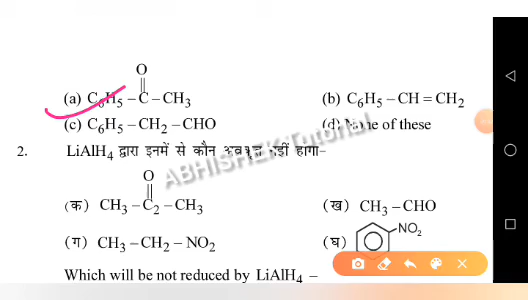 O
||
(a) C₆H₅ – C – CH₃ (b) C₆H₅ – CH = CH₂
(c) C₆H₅ – CH₂ – CHO (d) None of these
2. LiAlH₄ द्वारा इनमें से कौन नहीं होगा–
O
||
(क) CH₃ – C₂ – CH₃ (ख) CH₃ – CHO
(ग) CH₃ – CH₂ – NO₂ (घ) NO₂
Which will be not reduced by LiAlH₄ –
ABHISHEK Tutorial